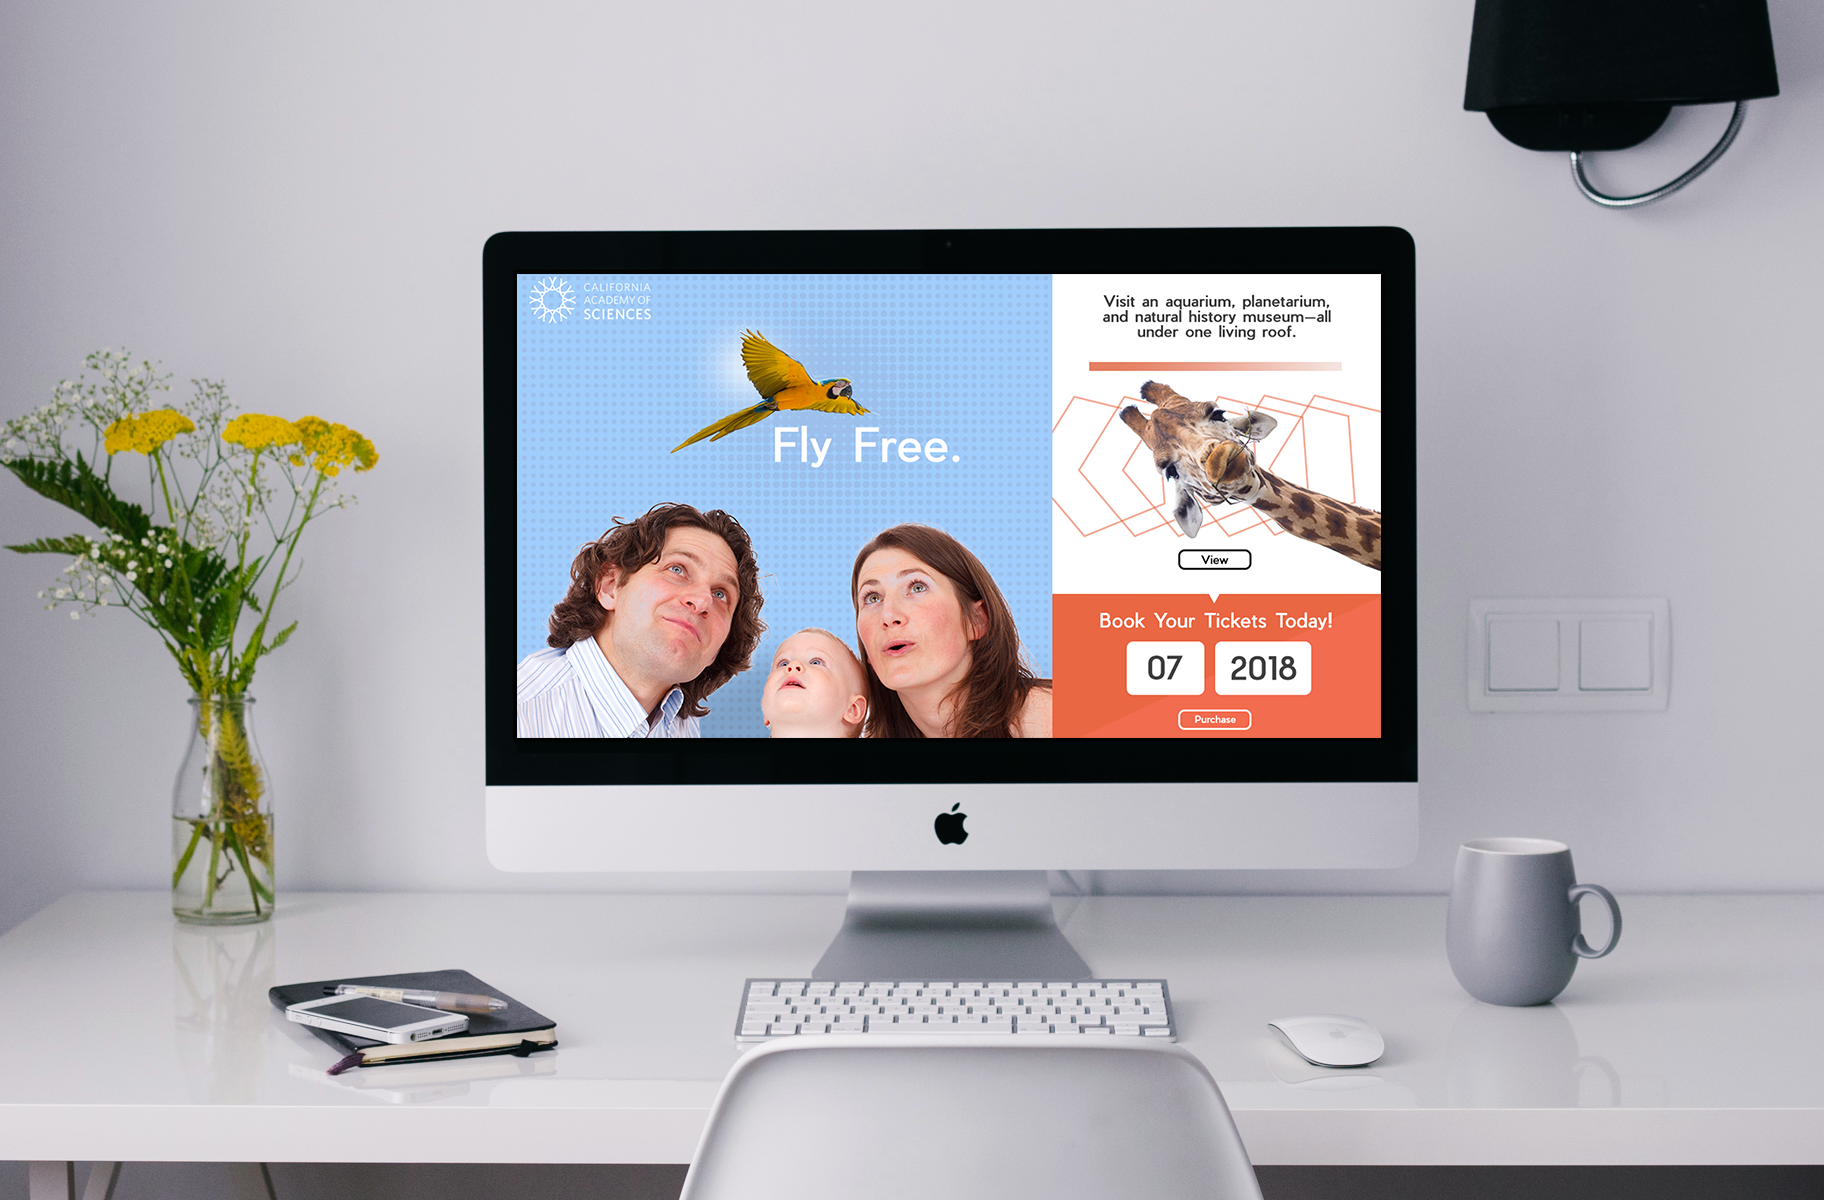 CALIFORNIA
ACADEMY OF
SCIENCES
Fly Free.
Visit an aquarium, planetarium,
and natural history museum—all
under one living roof.
View
Book Your Tickets Today!
07 2018
Purchase